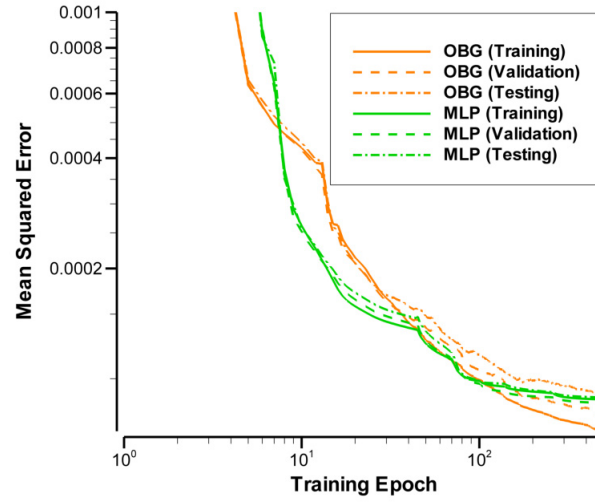 0.001
0.0008
0.0006
0.0004
0.0002
Mean Squared Error
OBG (Training)
OBG (Validation)
OBG (Testing)
MLP (Training)
MLP (Validation)
MLP (Testing)
10⁰ 10¹ 10²
Training Epoch